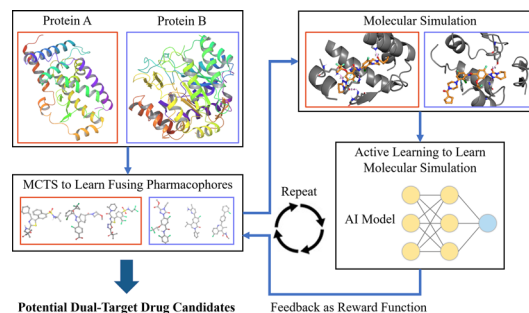 Protein A
Protein B
MCTS to Learn Fusing Pharmacophores
Potential Dual-Target Drug Candidates
Molecular Simulation
Active Learning to Learn
Molecular Simulation
AI Model
Repeat
Feedback as Reward Function